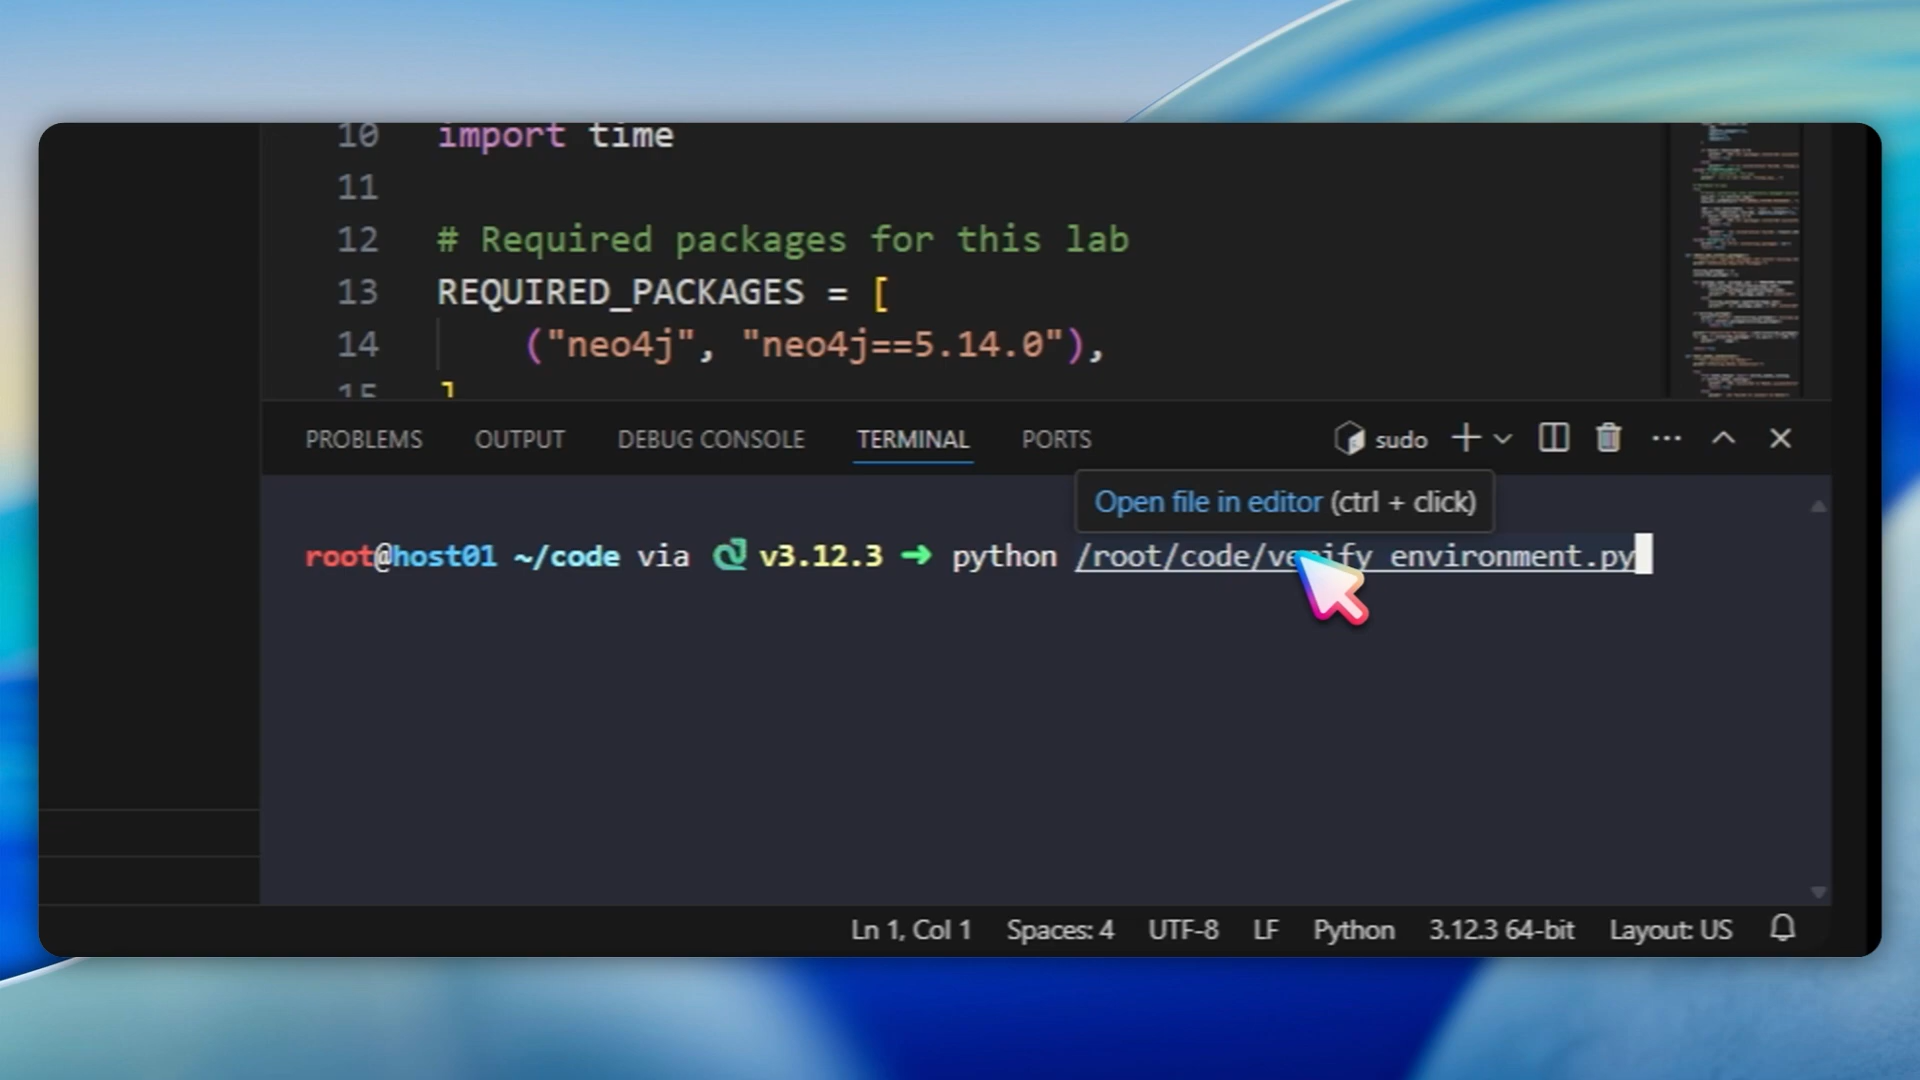 10 import time
11
12 # Required packages for this lab
13 REQUIRED_PACKAGES = [
14 ("neo4j", "neo4j==5.14.0"),
15 ]
PROBLEMS OUTPUT DEBUG CONSOLE TERMINAL PORTS sudo
Open file in editor (ctrl + click)
root@host01 ~/code via v3.12.3 → python /root/code/verify_environment.py
Ln 1, Col 1 Spaces: 4 UTF-8 LF Python 3.12.3 64-bit Layout: US